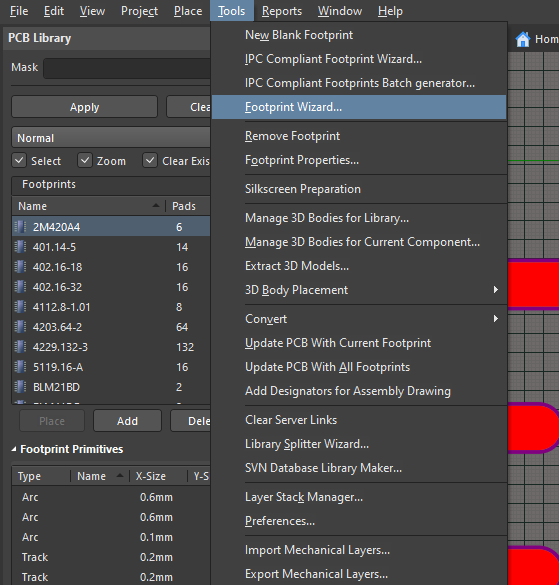 File Edit View Project Place Tools Reports Window Help
PCB Library
Home
Mask
Apply
Clea
Normal
Select Zoom Clear Exis
Footprints
Name Pads
2M420A4 6
401.14-5 14
402.16-18 16
402.16-32 16
4112.8-1.01 8
4203.64-2 64
4229.132-3 132
5119.16-A 16
BLM21BD 2
Place Add Dele
Footprint Primitives
Type Name X-Size Y-S
Arc 0.6mm
Arc 0.6mm
Arc 0.1mm
Track 0.2mm
Track 0.2mm
New Blank Footprint
IPC Compliant Footprint Wizard...
IPC Compliant Footprints Batch generator...
Footprint Wizard...
Remove Footprint
Footprint Properties...
Silkscreen Preparation
Manage 3D Bodies for Library...
Manage 3D Bodies for Current Component...
Extract 3D Models...
3D Body Placement
Convert
Update PCB With Current Footprint
Update PCB With All Footprints
Add Designators for Assembly Drawing
Clear Server Links
Library Splitter Wizard...
SVN Database Library Maker...
Layer Stack Manager...
Preferences...
Import Mechanical Layers...
Export Mechanical Layers...